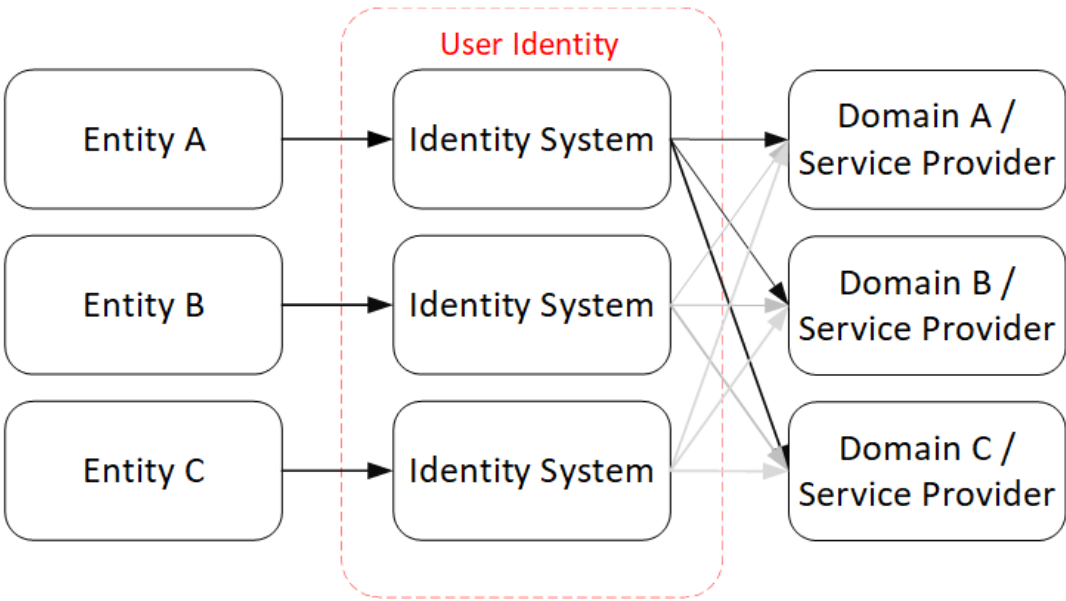 User Identity
Entity A
Identity System
Domain A /
Service Provider
Entity B
Identity System
Domain B /
Service Provider
Entity C
Identity System
Domain C /
Service Provider